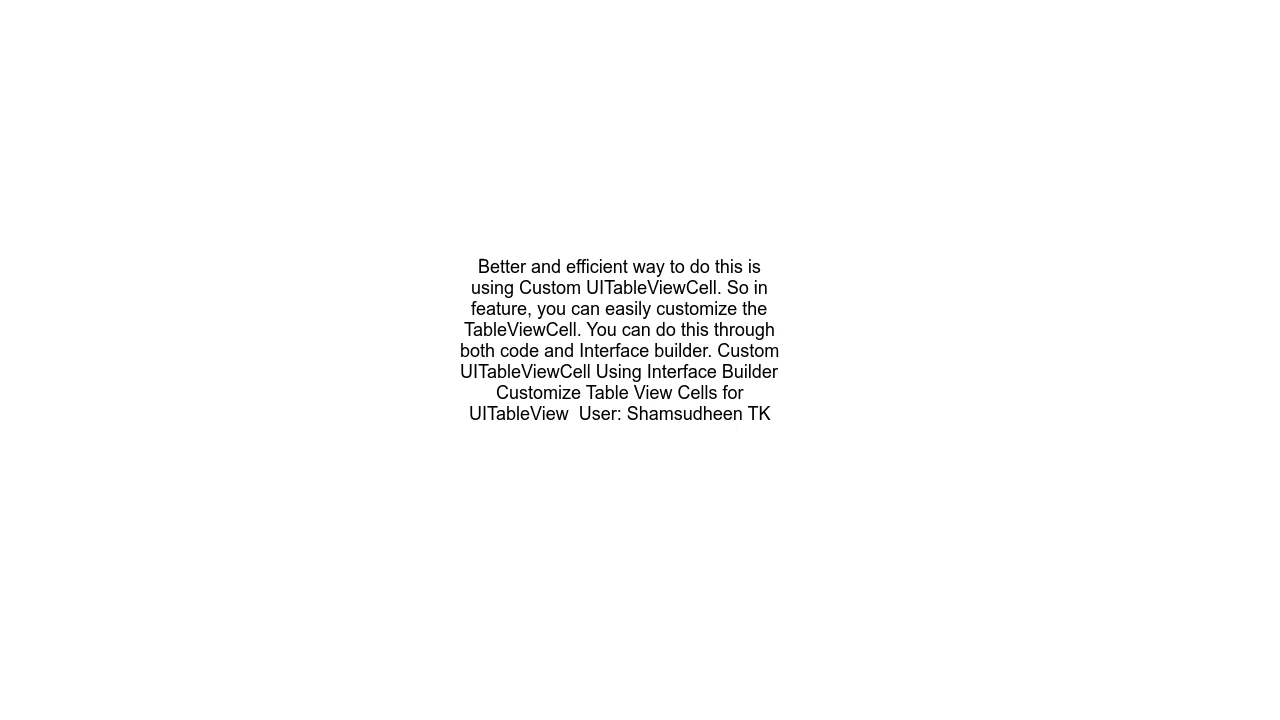 Better and efficient way to do this is
using Custom UITableViewCell. So in
feature, you can easily customize the
TableViewCell. You can do this through
both code and Interface builder. Custom
UITableViewCell Using Interface Builder
Customize Table View Cells for
UITableView  User: Shamsudheen TK